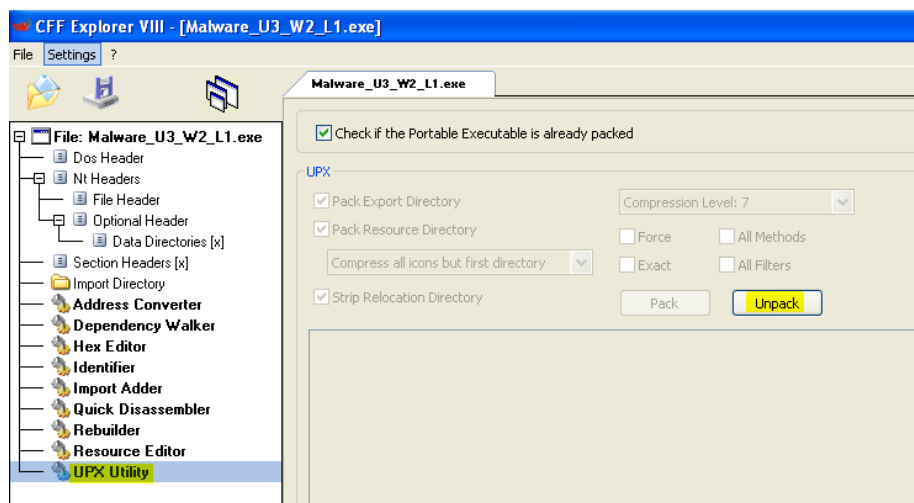 CFF Explorer VIII - [Malware_U3_W2_L1.exe]
File Settings ?
Malware_U3_W2_L1.exe
File: Malware_U3_W2_L1.exe
Dos Header
Nt Headers
File Header
Optional Header
Data Directories [x]
Section Headers [x]
Import Directory
Address Converter
Dependency Walker
Hex Editor
Identifier
Import Adder
Quick Disassembler
Rebuilder
Resource Editor
UPX Utility
Check if the Portable Executable is already packed
UPX
Pack Export Directory
Compression Level: 7
Pack Resource Directory
Force
All Methods
Compress all icons but first directory
Exact
All Filters
Strip Relocation Directory
Pack
Unpack